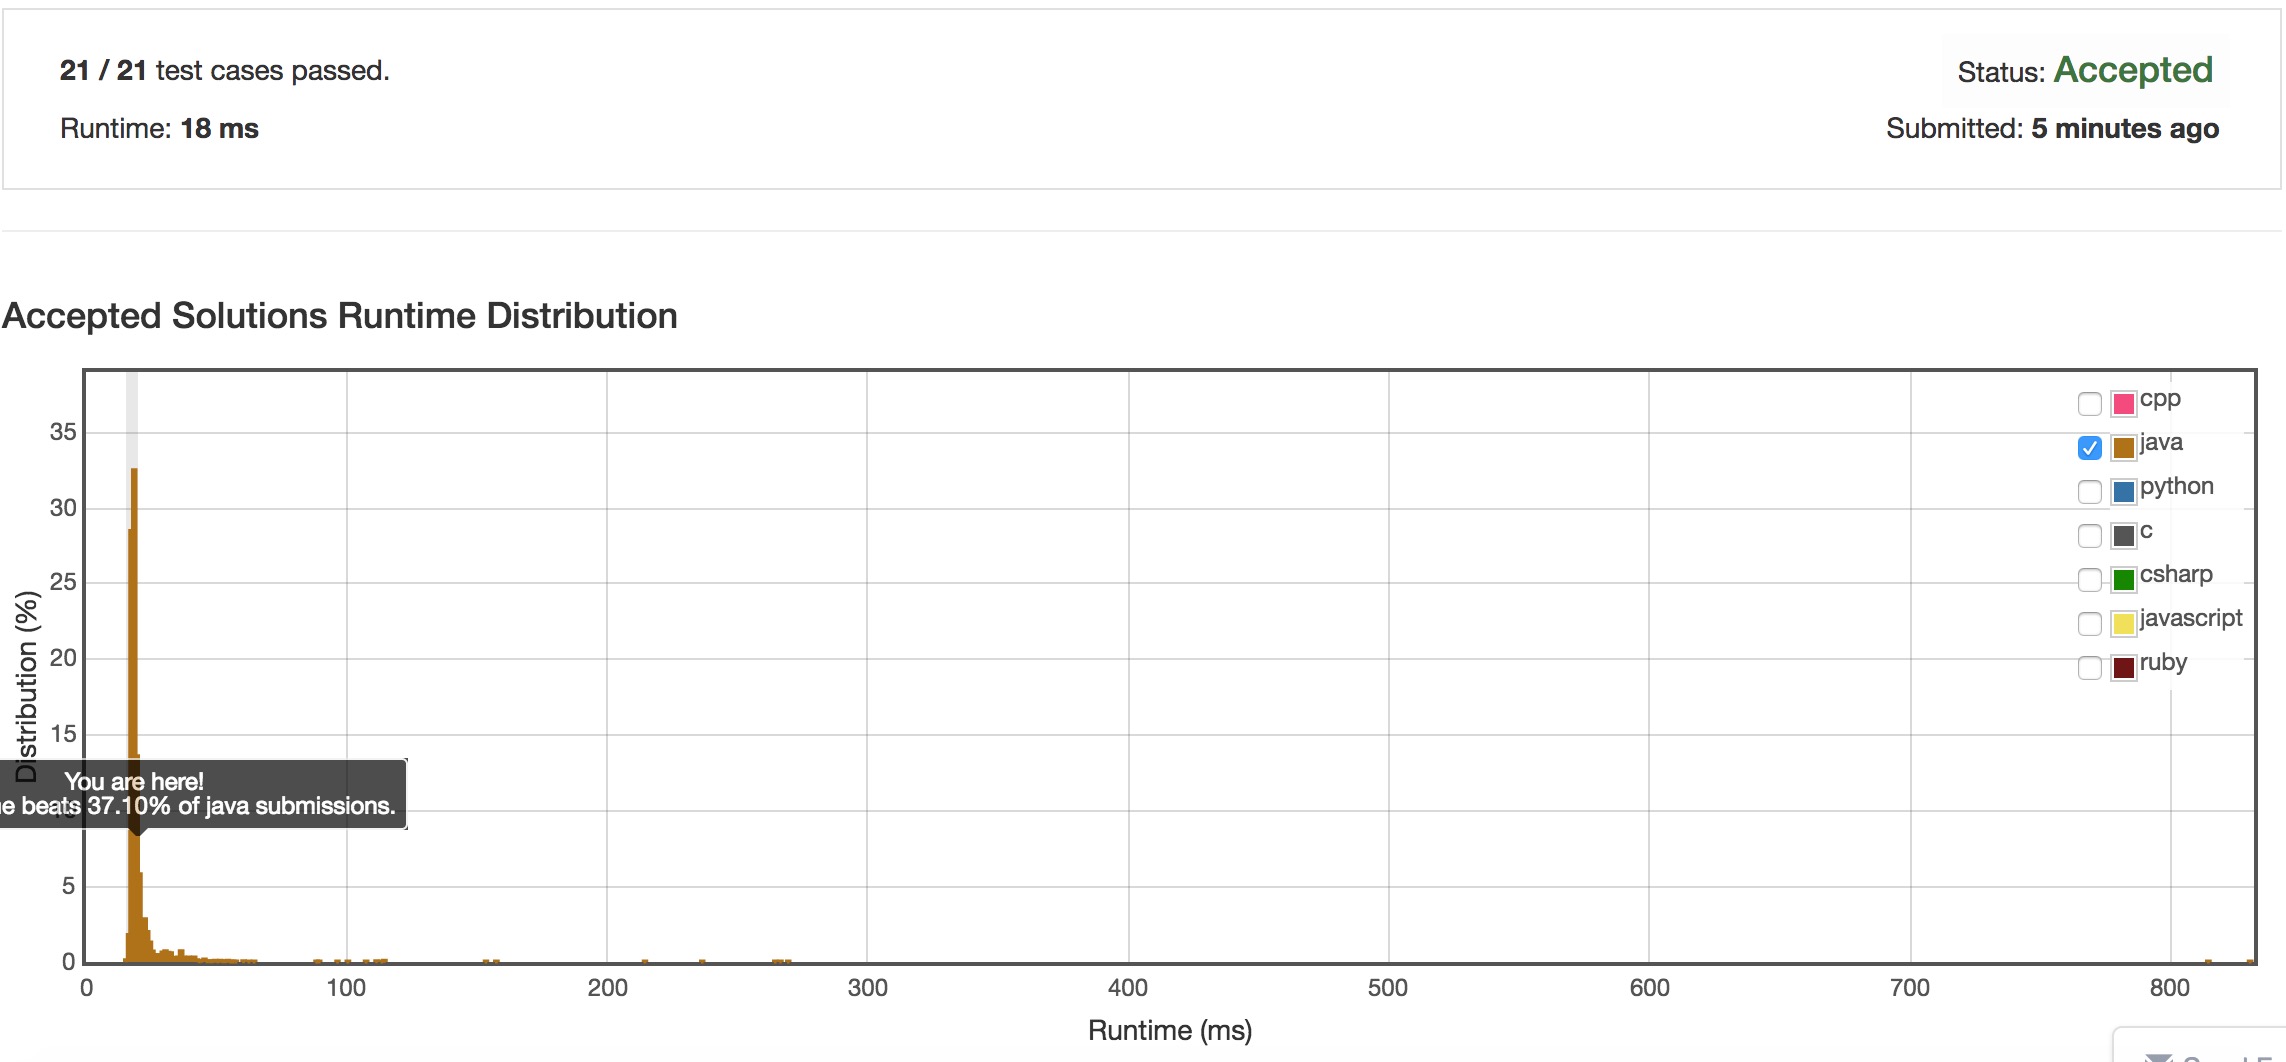 21 / 21 test cases passed.
Status: Accepted
Runtime: 18 ms
Submitted: 5 minutes ago
Accepted Solutions Runtime Distribution
cpp
java
python
c
csharp
javascript
ruby
35
30
25
20
15
5
0
Distribution (%)
You are here!
beats 37.10% of java submissions.
0 100 200 300 400 500 600 700 800
Runtime (ms)